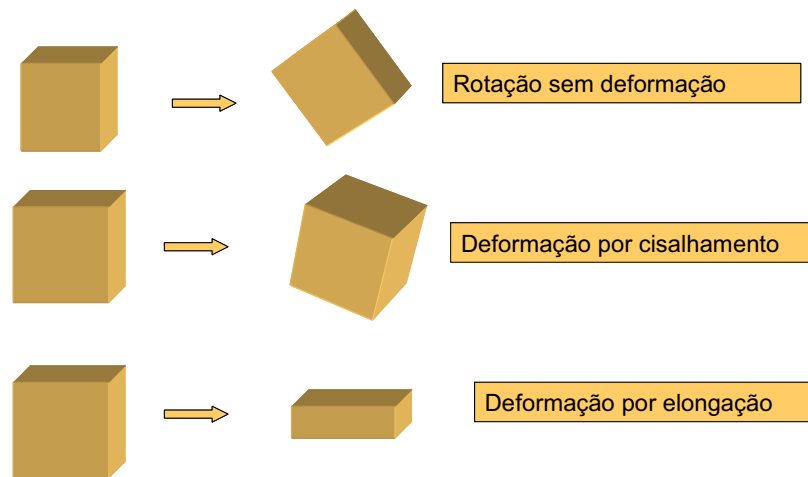 Rotação sem deformação
Deformação por cisalhamento
Deformação por elongação